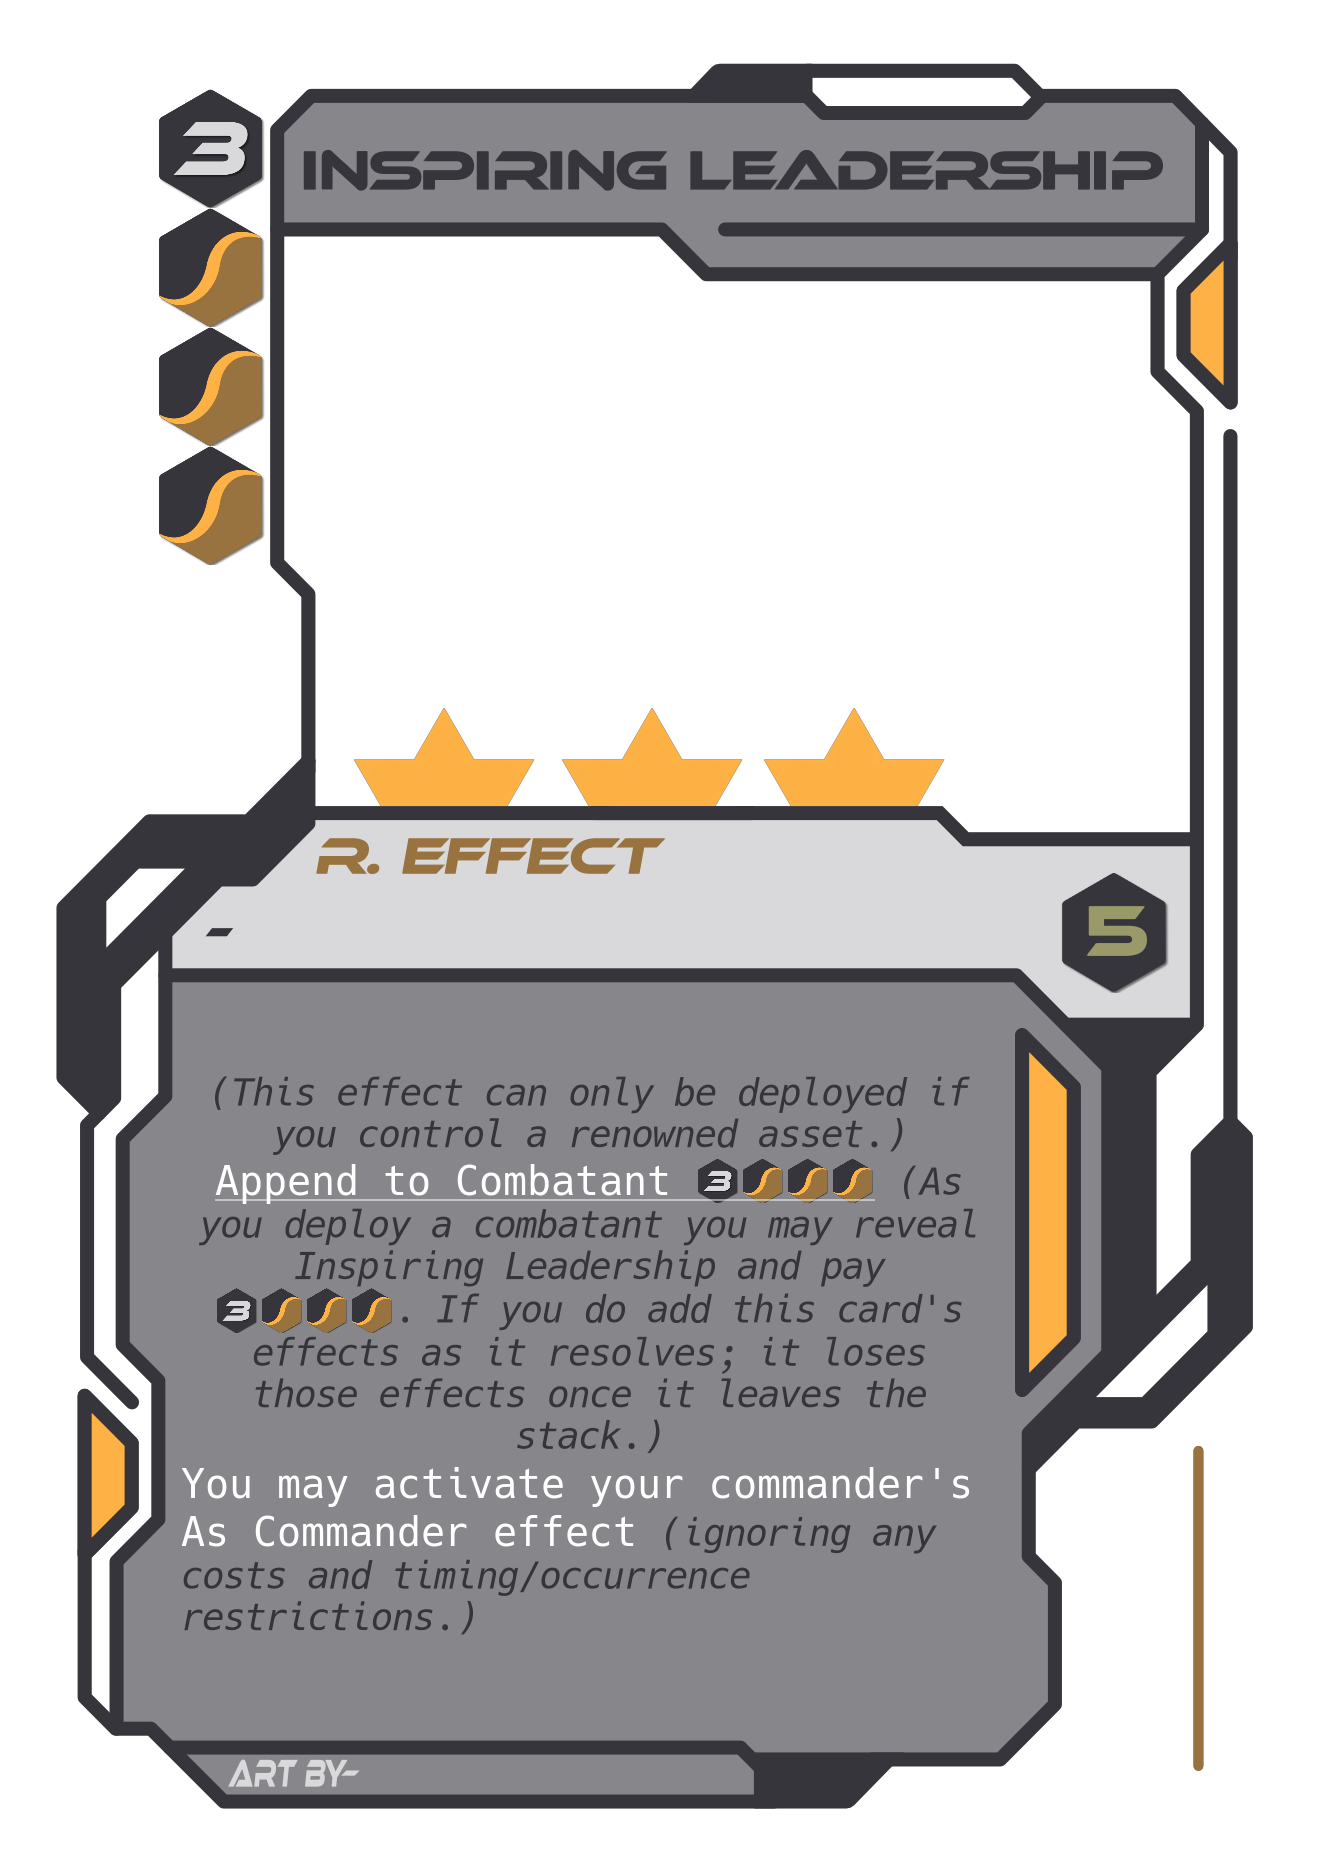 3
INSPIRING LEADERSHIP
R. EFFECT
-
5
(This effect can only be deployed if
you control a renowned asset.)
Append to Combatant 3 (As
you deploy a combatant you may reveal
Inspiring Leadership and pay
3. If you do add this card's
effects as it resolves; it loses
those effects once it leaves the
stack.)
You may activate your commander's
As Commander effect (ignoring any
costs and timing/occurrence
restrictions.)
ART BY-